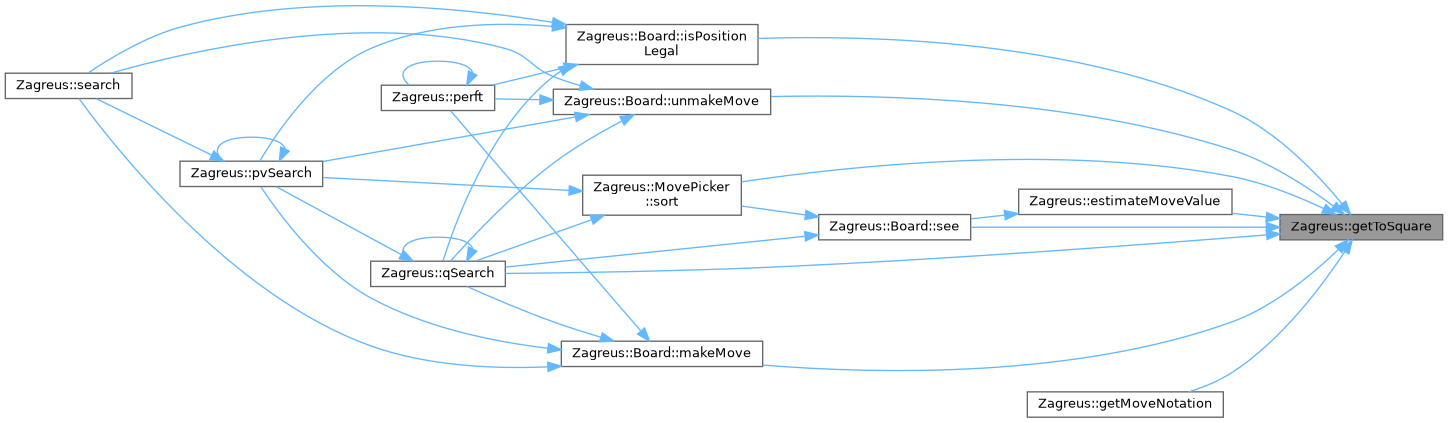 Zagreus::Board::isPosition
Legal
Zagreus::search
Zagreus::perft
Zagreus::Board::unmakeMove
Zagreus::pvSearch
Zagreus::MovePicker
::sort
Zagreus::estimateMoveValue
Zagreus::Board::see
Zagreus::getToSquare
Zagreus::qSearch
Zagreus::Board::makeMove
Zagreus::getMoveNotation